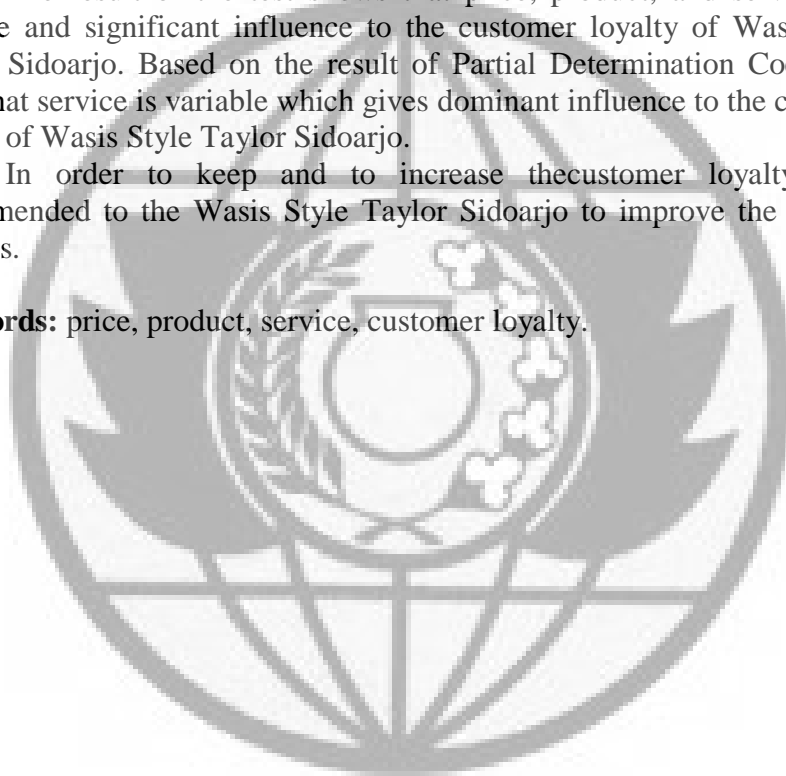 e and significant influence to the customer loyalty of Was
Sidoarjo. Based on the result of Partial Determination Co
hat service is variable which gives dominant influence to the c
of Wasis Style Taylor Sidoarjo.
In order to keep and to increase thecustomer loyalty
mended to the Wasis Style Taylor Sidoarjo to improve the
s.
ords: price, product, service, customer loyalty.